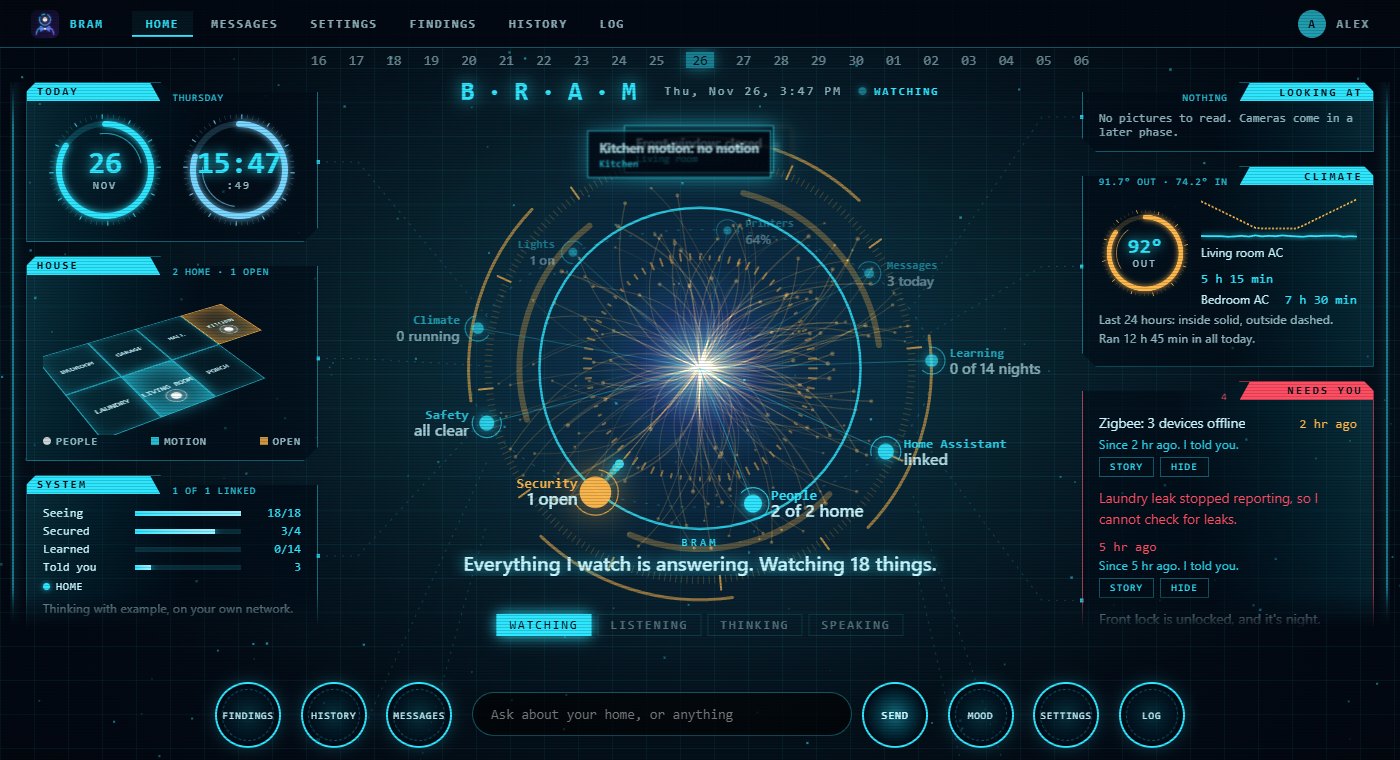 BRAM
HOME
MESSAGES
SETTINGS
FINDINGS
HISTORY
LOG
A
ALEX
16 17 18 19 20 21 22 23 24 25 26 27 28 29 30 01 02 03 04 05 06
B·R·A·M
Thu, Nov 26, 3:47 PM
WATCHING
TODAY
THURSDAY
26
NOV
15:47
:49
HOUSE
2 HOME · 1 OPEN
BEDROOM
GARAGE
HALL
KITCHEN
LAUNDRY
LIVING ROOM
PORCH
PEOPLE
MOTION
OPEN
SYSTEM
1 OF 1 LINKED
Seeing 18/18
Secured 3/4
Learned 0/14
Told you 3
HOME
Thinking with example, on your own network.
Kitchen motion: no motion
Kitchen
Printers
64%
Lights
1 on
Messages
3 today
Climate
0 running
Learning
0 of 14 nights
Safety
all clear
Home Assistant
linked
Security
1 open
People
2 of 2 home
BRAM
Everything I watch is answering. Watching 18 things.
WATCHING
LISTENING
THINKING
SPEAKING
NOTHING
LOOKING AT
No pictures to read. Cameras come in a
later phase.
91.7° OUT · 74.2° IN
CLIMATE
92°
OUT
Living room AC
5 h 15 min
Bedroom AC 7 h 30 min
Last 24 hours: inside solid, outside dashed.
Ran 12 h 45 min in all today.
4
NEEDS YOU
Zigbee: 3 devices offline 2 hr ago
Since 2 hr ago. I told you.
STORY
HIDE
Laundry leak stopped reporting, so I
cannot check for leaks.
5 hr ago
Since 5 hr ago. I told you.
STORY
HIDE
Front lock is unlocked, and it's night.
FINDINGS
HISTORY
MESSAGES
Ask about your home, or anything
SEND
MOOD
SETTINGS
LOG